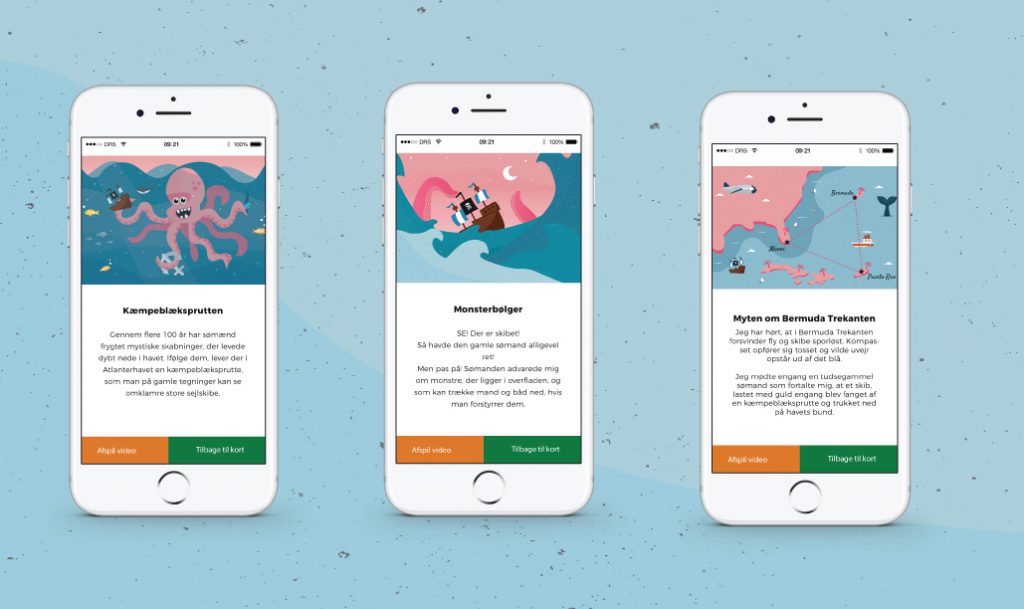 DRS 09:21 100%
Kæmpeblæksprutten
Gennem flere 100 år har sømænd
frygtet mystiske skabninger, der levede
dybt nede i havet. Ifølge dem, lever der i
Atlanterhavet en kæmpeblæksprutte,
som man på gamle tegninger kan se
omklamre store sejlskibe.
Afspil video
Tilbage til kort
DRS 09:21 100%
Monsterbølger
SE! Der er skibet!
Så havde den gamle sømand alligevel
ret!
Men pas på! Sømanden advarede mig
om monstre, der ligger i overfladen, og
som kan trække mand og båd ned, hvis
man forstyrrer dem.
Afspil video
Tilbage til kort
DRS 09:21 100%
Bermuda
Miami
Puerto Rico
Myten om Bermuda Trekanten
Jeg har hørt, at i Bermuda Trekanten
forsvinder fly og skibe sporløst. Kompas-
set opfører sig tosset og vilde uvejr
opstår ud af det blå.
Jeg mødte engang en tudsegammel
sømand som fortalte mig, at et skib,
lastet med guld engang blev fanget af
en kæmpeblæksprutte og trukket ned
på havets bund.
Afspil video
Tilbage til kort